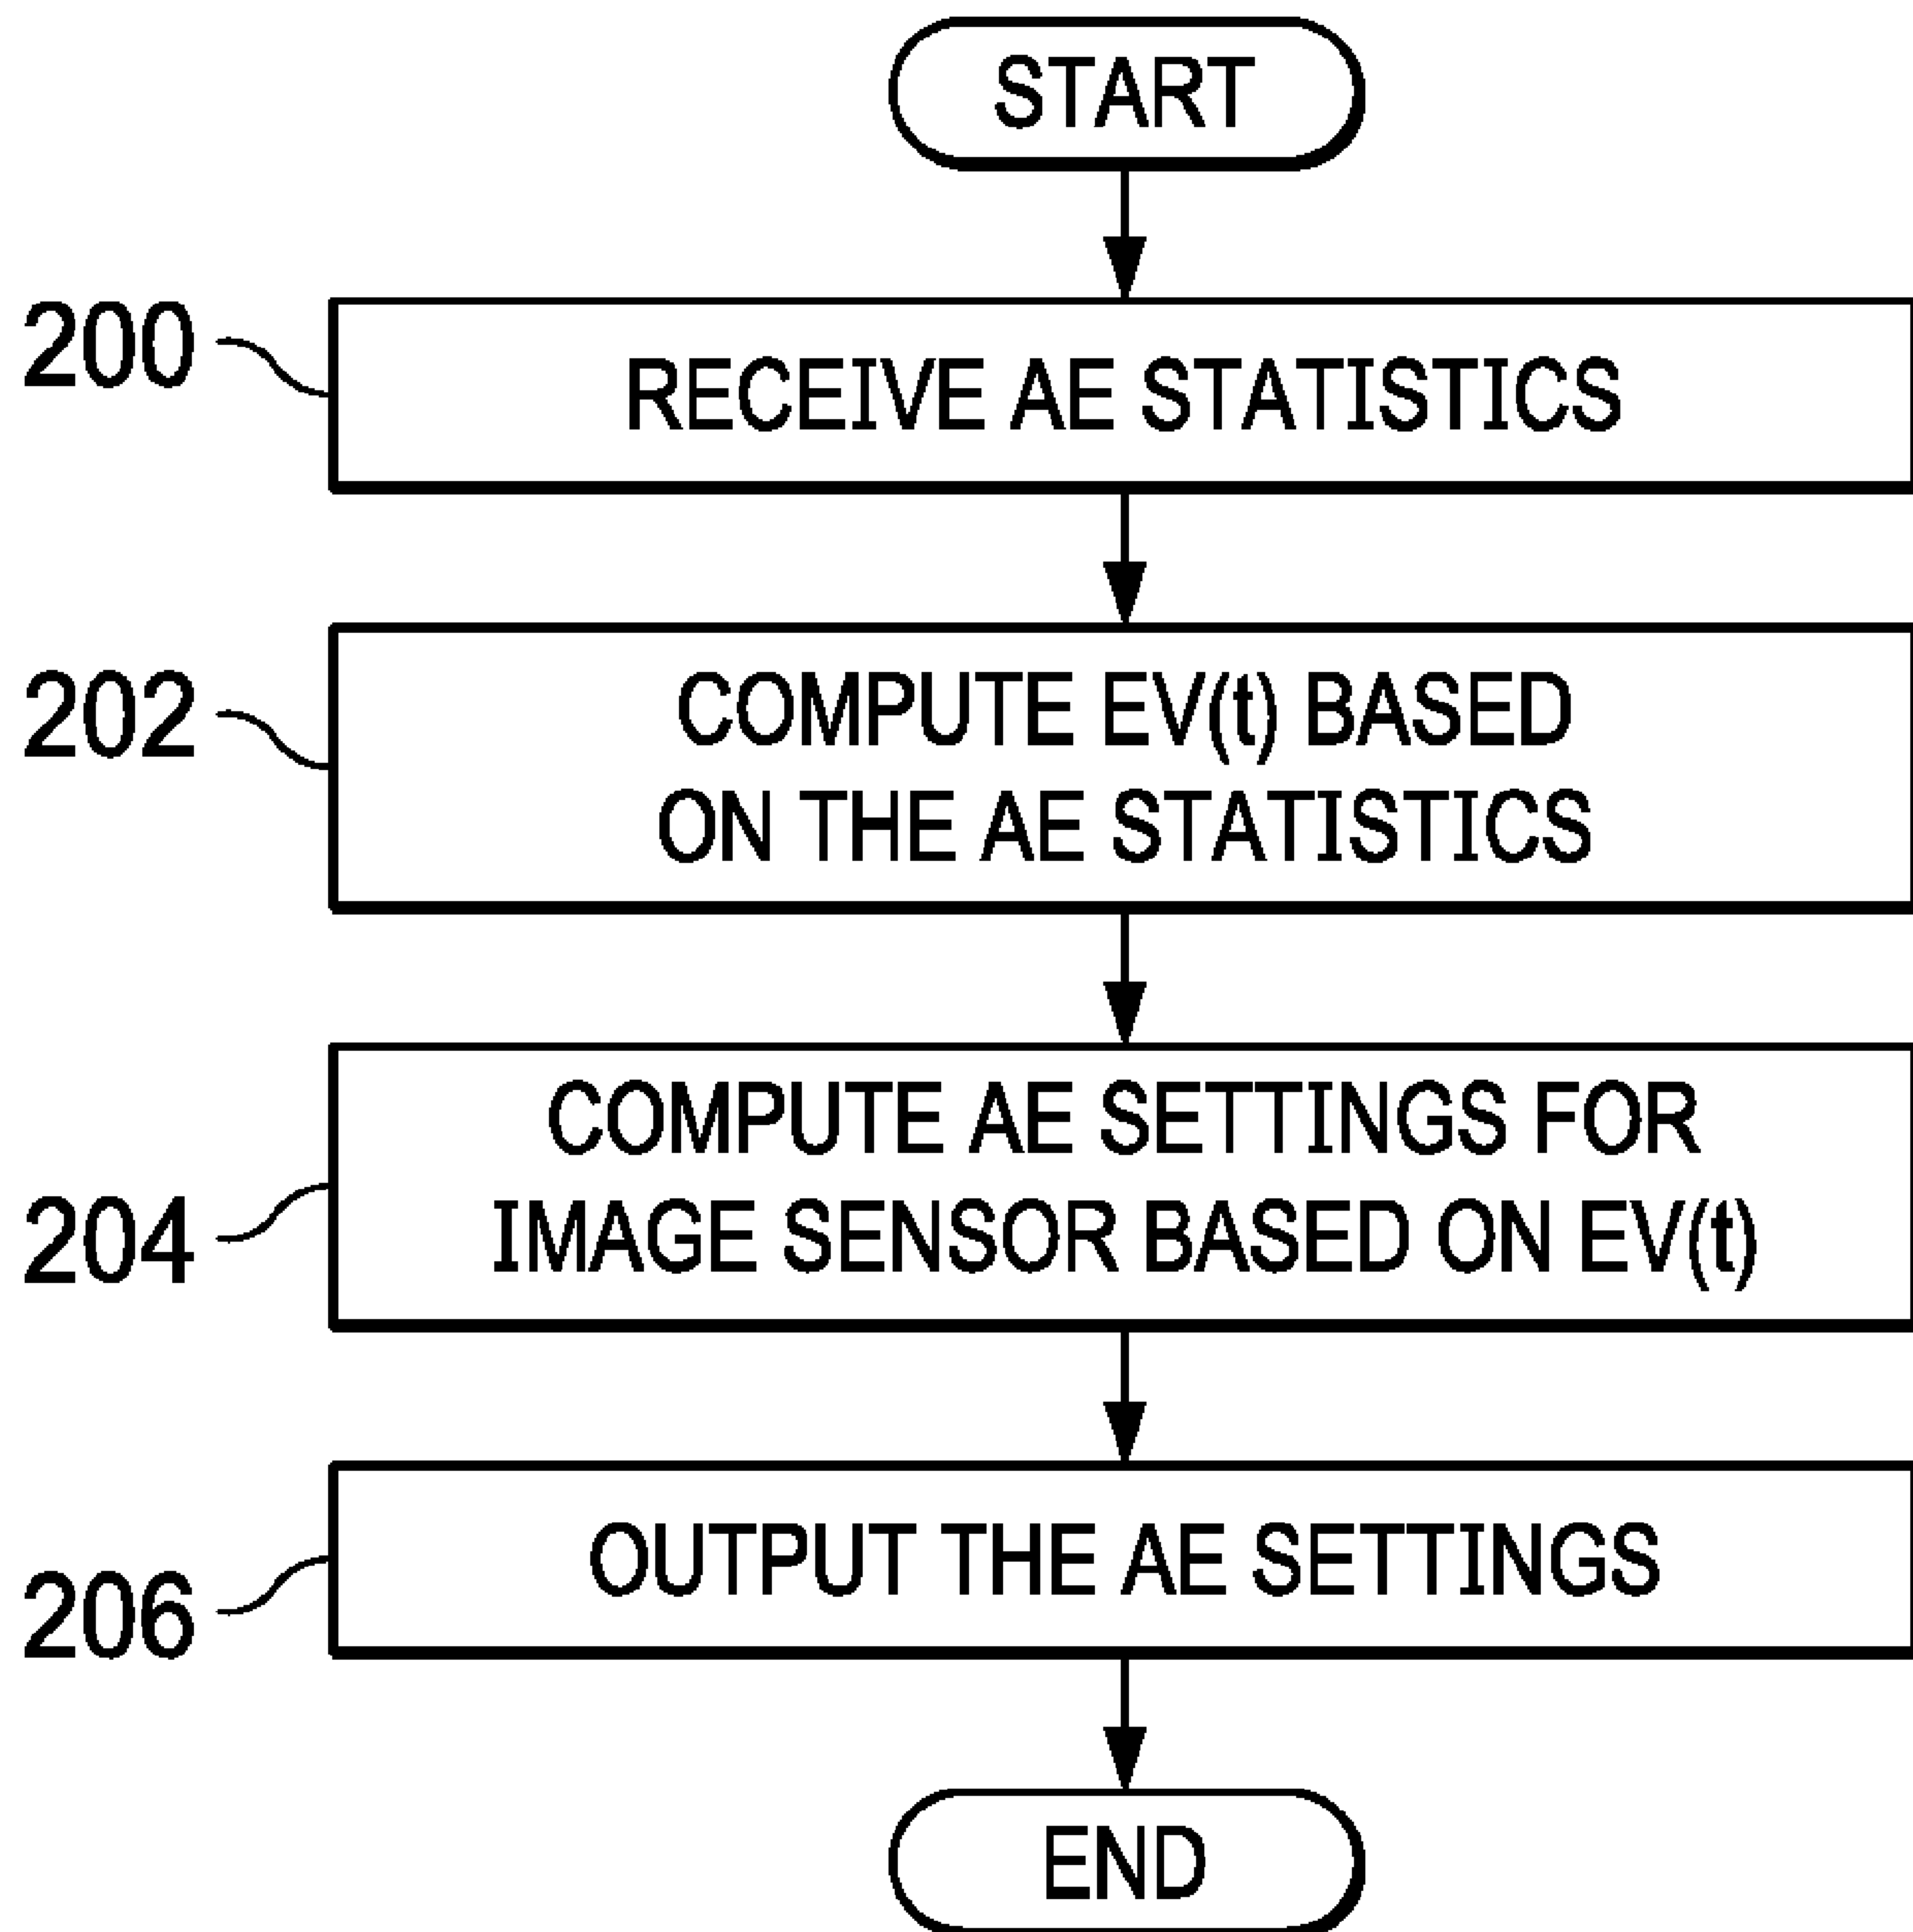 START
200
RECEIVE AE STATISTICS
202
COMPUTE EV(t) BASED
ON THE AE STATISTICS
204
COMPUTE AE SETTINGS FOR
IMAGE SENSOR BASED ON EV(t)
206
OUTPUT THE AE SETTINGS
END